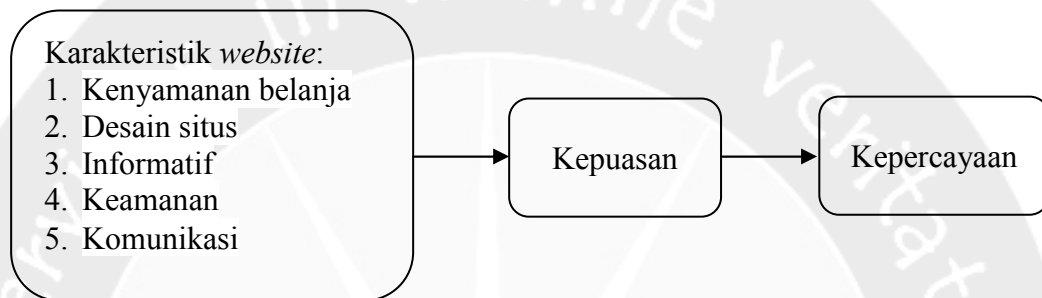 Karakteristik website:
1. Kenyamanan belanja
2. Desain situs
3. Informatif
4. Keamanan
5. Komunikasi
Kepuasan
Kepercayaan